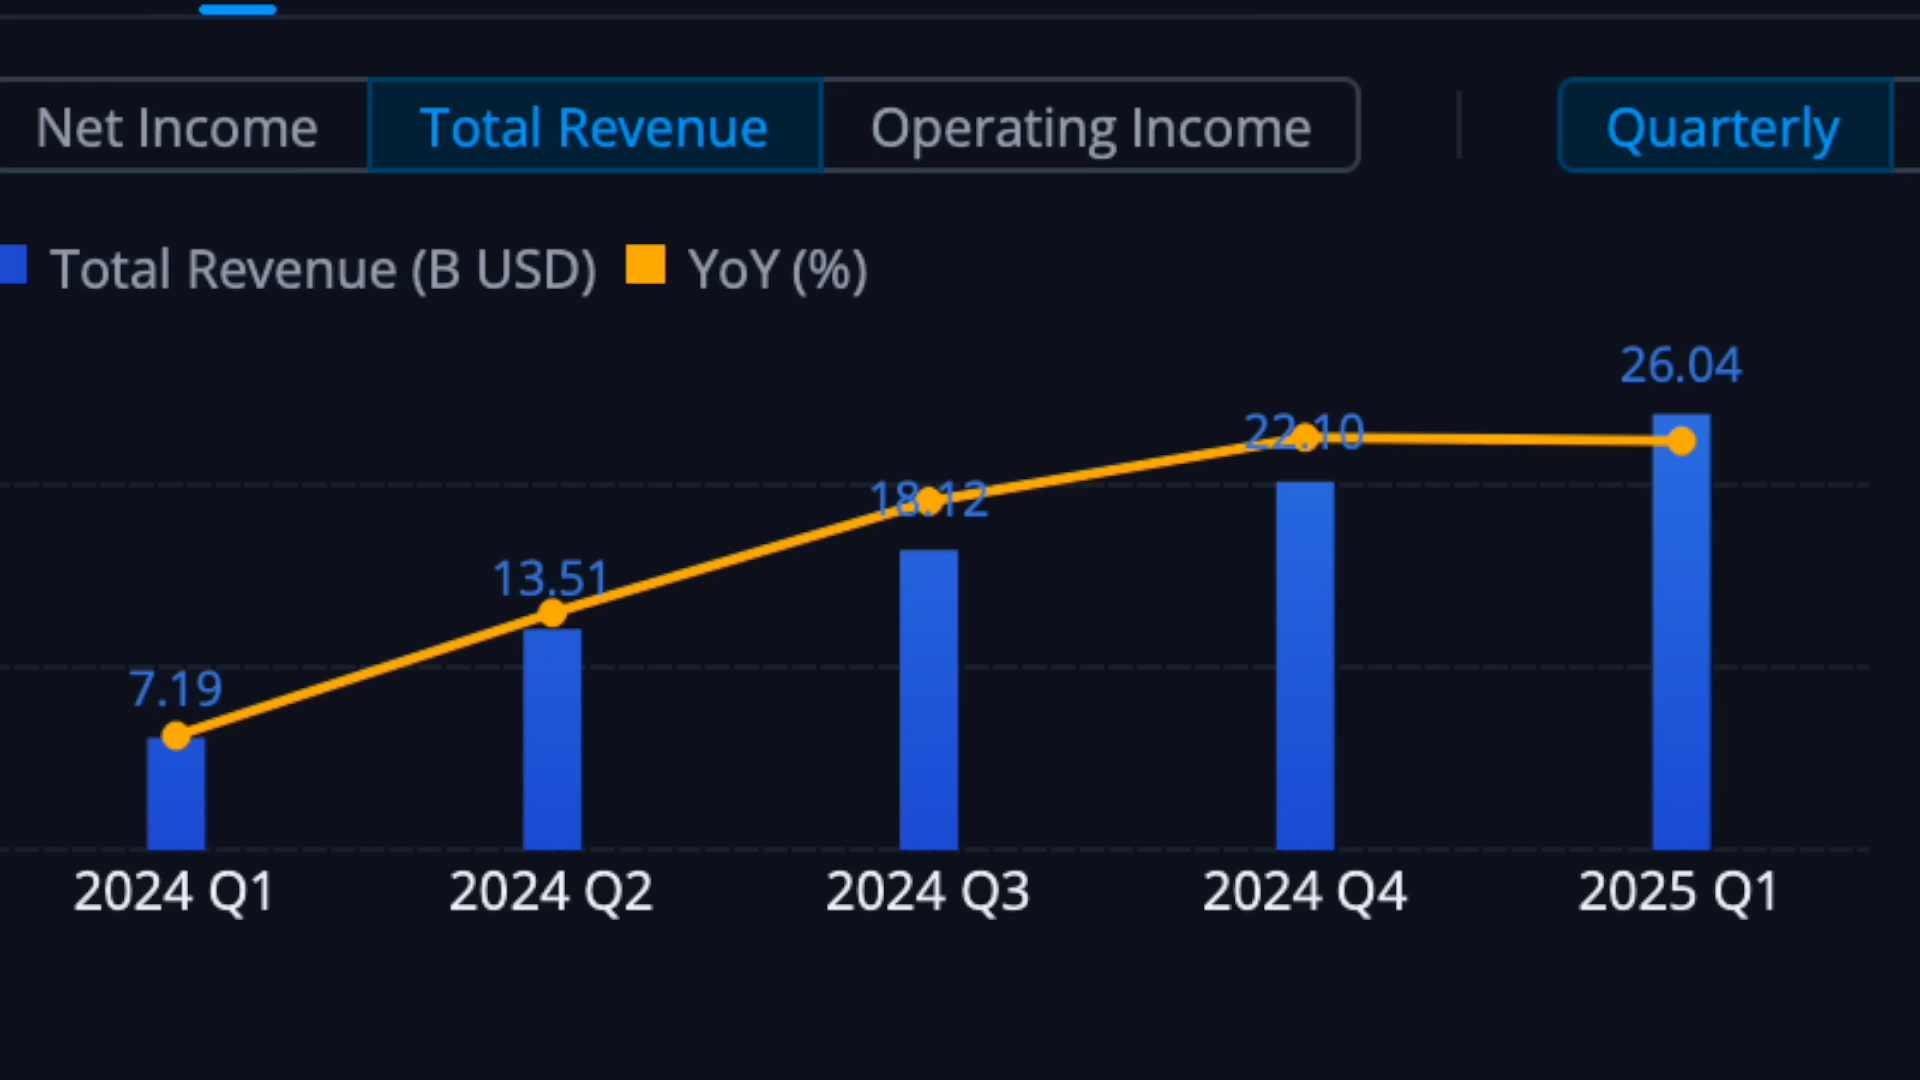 Net Income Total Revenue Operating Income Quarterly
Total Revenue (B USD) YoY (%)
26.04
22.10
18.12
13.51
7.19
2024 Q1 2024 Q2 2024 Q3 2024 Q4 2025 Q1